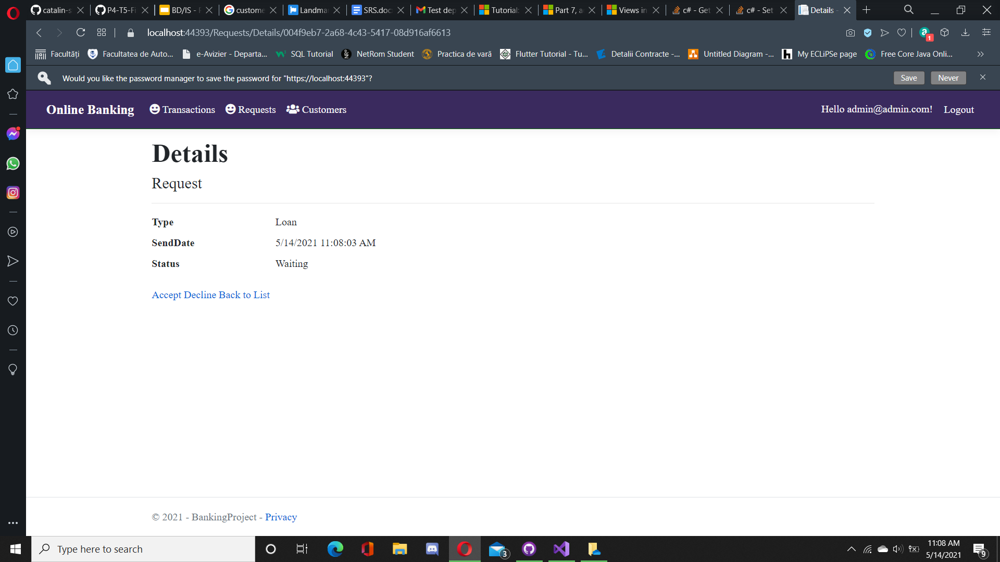 catalin-s
P4-T5-Fi
BD/IS - P
custome
Landma
SRS.doc
Test dep
Tutorial:
Part 7, a
Views in
c# - Get
c# - Set
Details -
localhost:44393/Requests/Details/004f9eb7-2a68-4c43-5417-08d916af6613
a 1
Facultăți
Facultatea de Auto...
e-Avizier - Departa...
SQL Tutorial
NetRom Student
Practica de vară
Flutter Tutorial - Tu...
Detalii Contracte -...
Untitled Diagram -...
My ECLiPSe page
Free Core Java Onli...
Would you like the password manager to save the password for "https://localhost:44393"?
Save
Never
Online Banking
Transactions
Requests
Customers
Hello admin@admin.com!
Logout
Details
Request
Type Loan
SendDate 5/14/2021 11:08:03 AM
Status Waiting
Accept Decline Back to List
© 2021 - BankingProject - Privacy
Type here to search
3
11:08 AM
5/14/2021
9